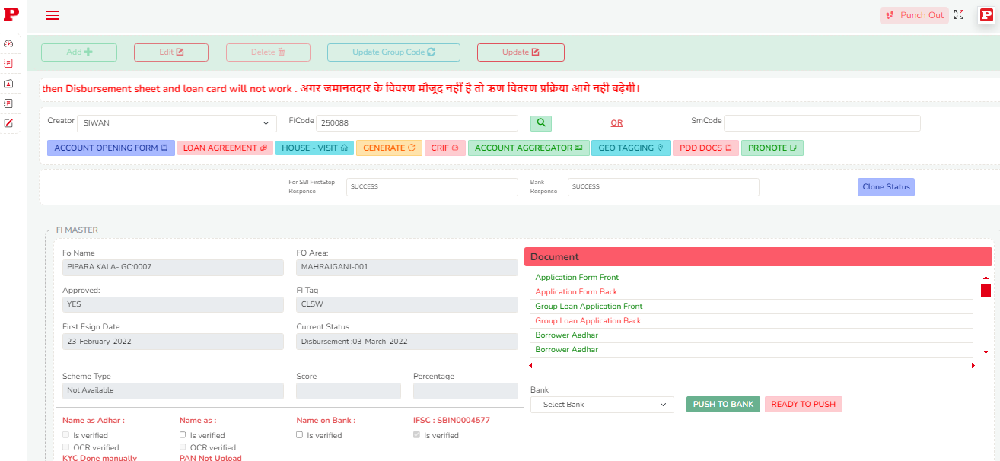 P
Punch Out
P
Add
Edit
Delete
Update Group Code
Update
then Disbursement sheet and loan card will not work . अगर जमानतदार के विवरण मौजूद नहीं है तो ऋण वितरण प्रक्रिया आगे नही बढ़ेगी।
Creator SIWAN FiCode 250088 OR SmCode
ACCOUNT OPENING FORM LOAN AGREEMENT HOUSE - VISIT GENERATE CRIF ACCOUNT AGGREGATOR GEO TAGGING PDD DOCS PRONOTE
For SBI FirstStep Response SUCCESS Bank Response SUCCESS Clone Status
FI MASTER
Fo Name FO Area:
PIPARA KALA- GC:0007 MAHRAJGANJ-001
Approved: FI Tag
YES CLSW
First Esign Date Current Status
23-February-2022 Disbursement :03-March-2022
Scheme Type Score Percentage
Not Available
Document
Application Form Front
Application Form Back
Group Loan Application Front
Group Loan Application Back
Borrower Aadhar
Borrower Aadhar
Bank
--Select Bank-- PUSH TO BANK READY TO PUSH
Name as Adhar : Name as : Name on Bank : IFSC : SBIN0004577
Is verified Is verified Is verified Is verified
OCR verified OCR verified
KYC Done manually PAN Not Upload